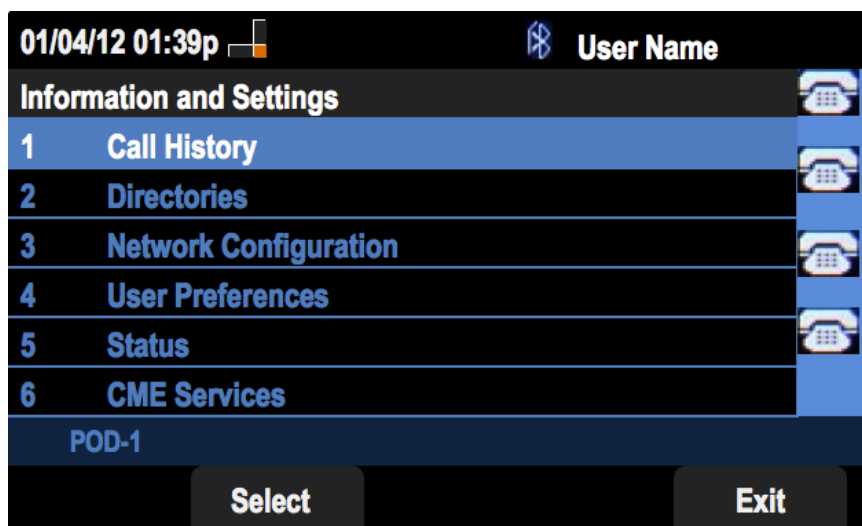 01/04/12 01:39p User Name
Information and Settings
1 Call History
2 Directories
3 Network Configuration
4 User Preferences
5 Status
6 CME Services
POD-1
Select Exit